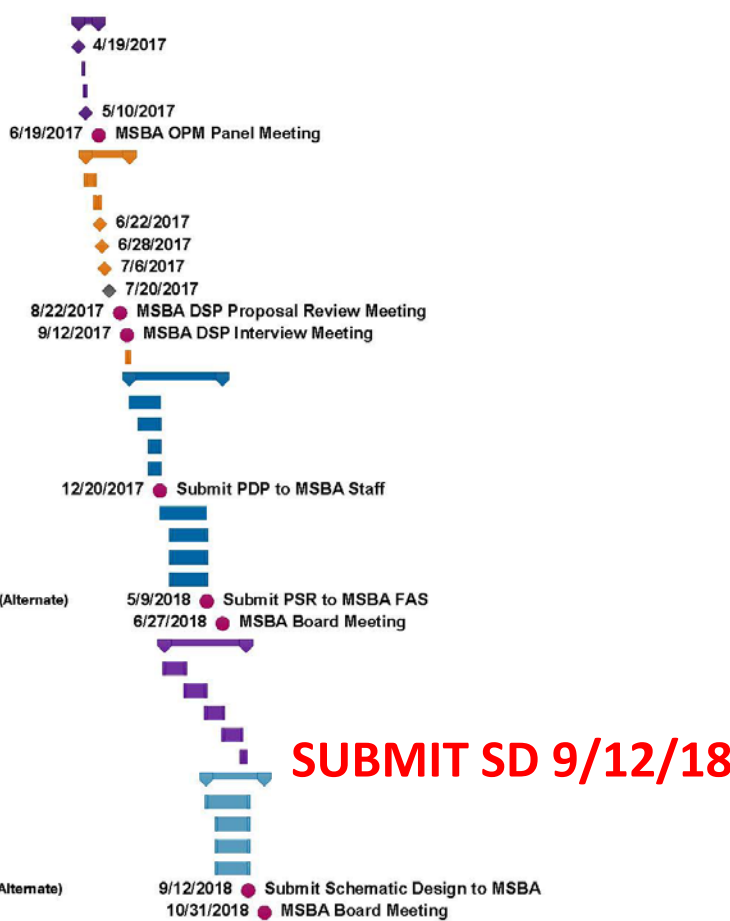 4/19/2017
5/10/2017
6/19/2017 MSBA OPM Panel Meeting
6/22/2017
6/28/2017
7/6/2017
7/20/2017
8/22/2017 MSBA DSP Proposal Review Meeting
9/12/2017 MSBA DSP Interview Meeting
12/20/2017 Submit PDP to MSBA Staff
(Alternate) 5/9/2018 Submit PSR to MSBA FAS
6/27/2018 MSBA Board Meeting
SUBMIT SD 9/12/18
Alternate) 9/12/2018 Submit Schematic Design to MSBA
10/31/2018 MSBA Board Meeting